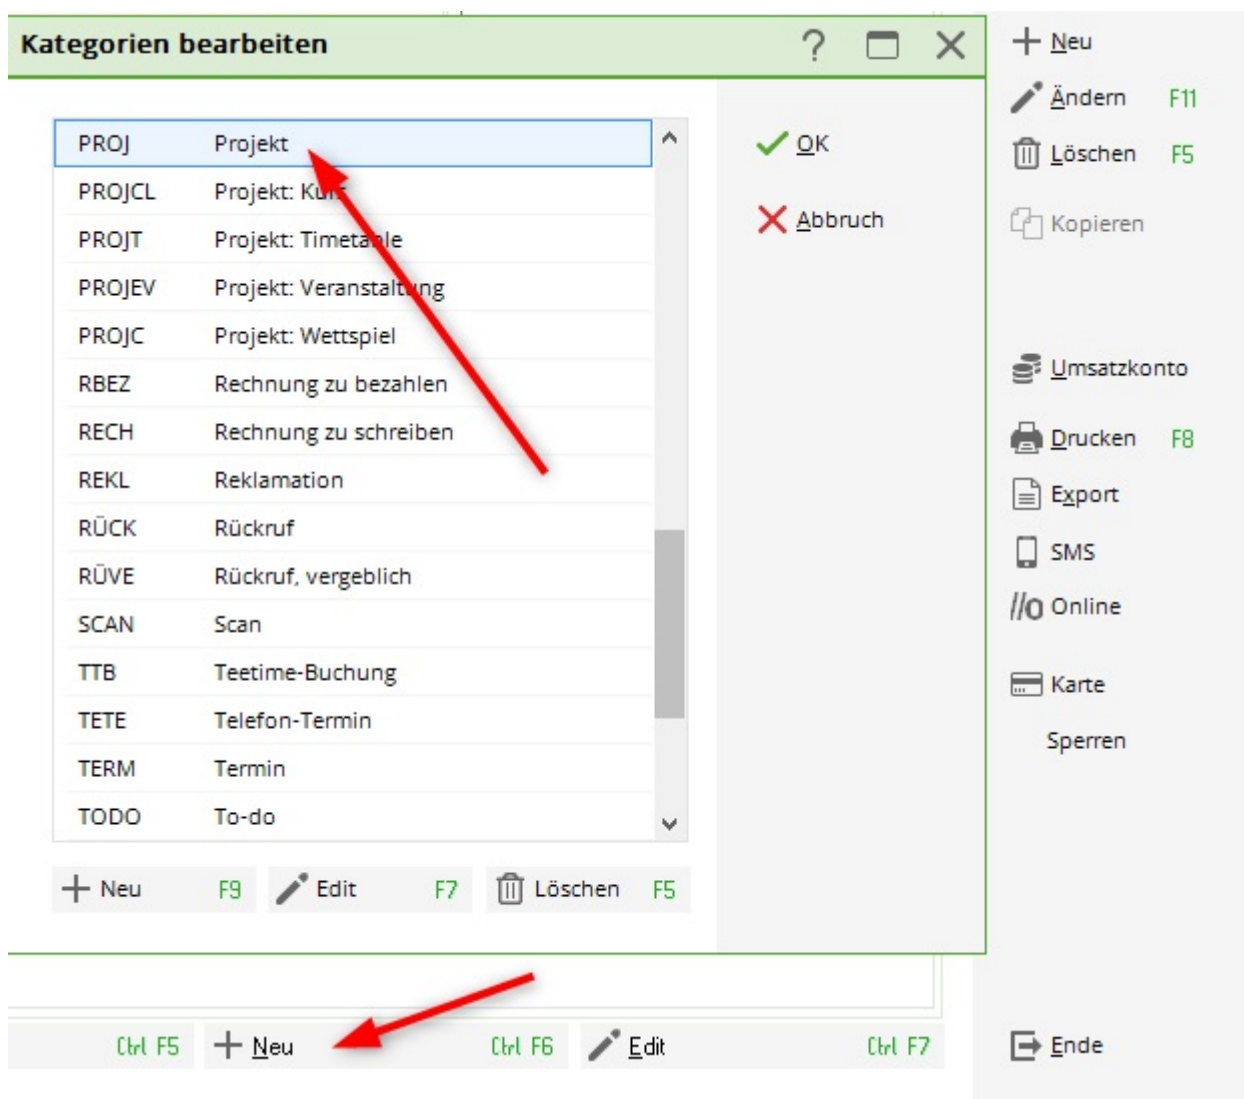 Kategorien bearbeiten ?
PROJ Projekt
PROJCL Projekt: Kurs
PROJT Projekt: Timetable
PROJEV Projekt: Veranstaltung
PROJC Projekt: Wettspiel
RBEZ Rechnung zu bezahlen
RECH Rechnung zu schreiben
REKL Reklamation
RÜCK Rückruf
RÜVE Rückruf, vergeblich
SCAN Scan
TTB Teetime-Buchung
TETE Telefon-Termin
TERM Termin
TODO To-do
Neu F9 Edit F7 Löschen F5
OK
Abbruch
Neu
Ändern F11
Löschen F5
Kopieren
Umsatzkonto
Drucken F8
Export
SMS
//0 Online
Karte
Sperren
Ctrl F5 Neu Ctrl F6 Edit Ctrl F7
Ende